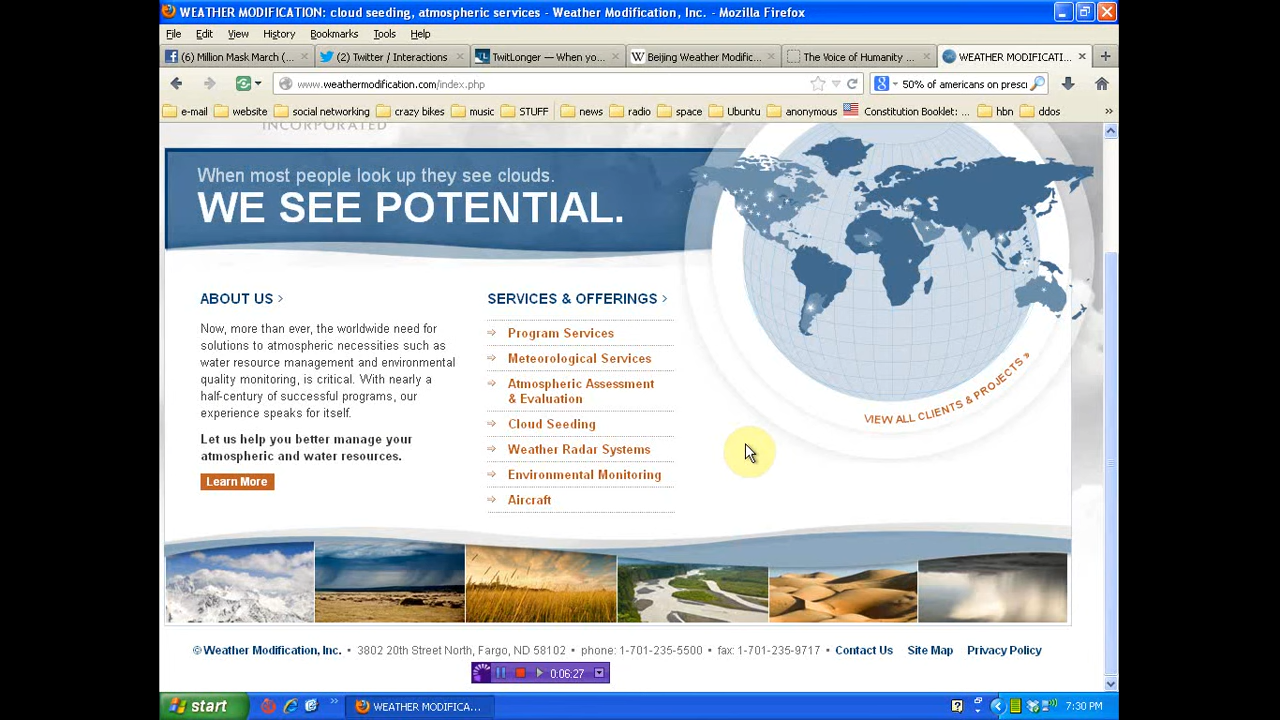 WEATHER MODIFICATION: cloud seeding, atmospheric services - Weather Modification, Inc. - Mozilla Firefox
File Edit View History Bookmarks Tools Help
(6) Million Mask March (... (2) Twitter / Interactions TwitLonger — When yo... Beijing Weather Modific... The Voice of Humanity ... WEATHER MODIFICATI...
www.weathermodification.com/index.php 50% of americans on presc
e-mail website social networking crazy bikes music STUFF news radio space Ubuntu anonymous Constitution Booklet: ... hbn ddos
INCORPORATED
When most people look up they see clouds.
WE SEE POTENTIAL.
ABOUT US
Now, more than ever, the worldwide need for
solutions to atmospheric necessities such as
water resource management and environmental
quality monitoring, is critical. With nearly a
half-century of successful programs, our
experience speaks for itself.
Let us help you better manage your
atmospheric and water resources.
Learn More
SERVICES & OFFERINGS
Program Services
Meteorological Services
Atmospheric Assessment
& Evaluation
Cloud Seeding
Weather Radar Systems
Environmental Monitoring
Aircraft
VIEW ALL CLIENTS & PROJECTS »
© Weather Modification, Inc. • 3802 20th Street North, Fargo, ND 58102 • phone: 1-701-235-5500 • fax: 1-701-235-9717 • Contact Us Site Map Privacy Policy
0:06:27
start WEATHER MODIFICA... 7:30 PM